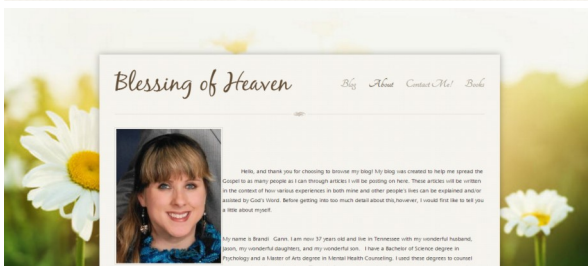 Blessing of Heaven
Blog About Contact Me! Books
Hello, and thank you for choosing to browse my blog! My blog was created to help me spread the
Gospel to as many people as I can through articles I will be posting on here. These articles will be written
in the context of how various experiences in both mine and other people's lives can be explained and/or
assisted by God's Word. Before getting into too much detail about this, however, I would first like to tell you
a little about myself.
My name is Brandi Gann. I am now 37 years old and live in Tennessee with my wonderful husband,
Jason, my wonderful daughters, and my wonderful son. I have a Bachelor of Science degree in
Psychology and a Master of Arts degree in Mental Health Counseling. I used these degrees to counsel